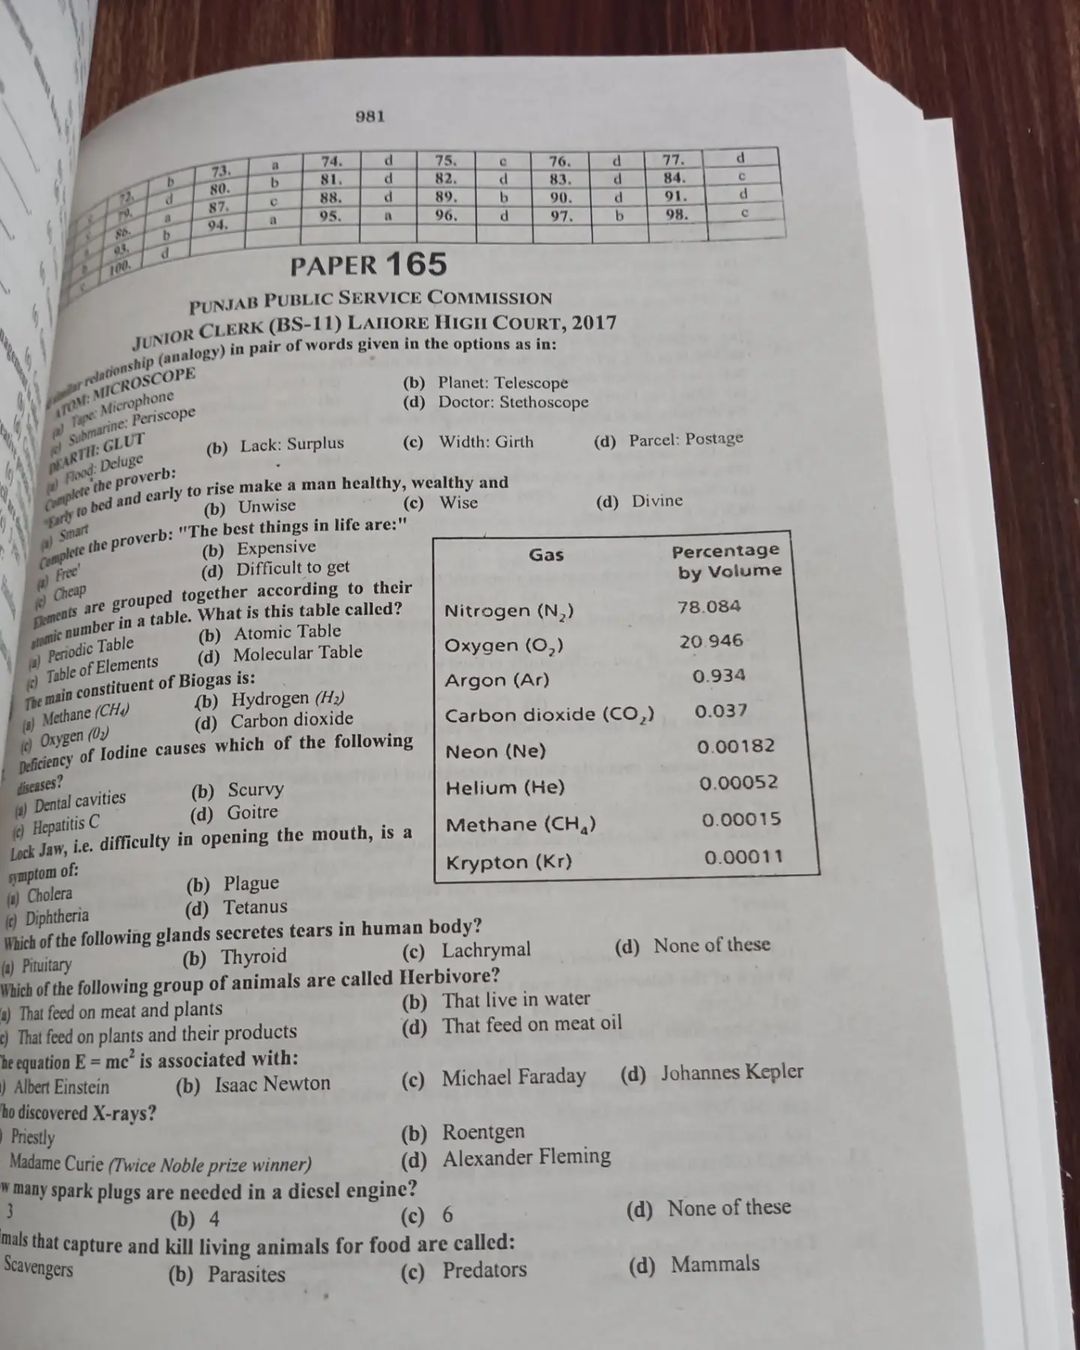 981
72. b 73. a 74. d 75. c 76. d 77. d
79. d 80. b 81. d 82. d 83. d 84. c
86. a 87. c 88. d 89. b 90. d 91. d
93. b 94. a 95. a 96. d 97. b 98. c
100. d
PAPER 165
PUNJAB PUBLIC SERVICE COMMISSION
JUNIOR CLERK (BS-11) LAHORE HIGH COURT, 2017
similar relationship (analogy) in pair of words given in the options as in:
ATOM: MICROSCOPE
(a) Tape: Microphone (b) Planet: Telescope
(c) Submarine: Periscope (d) Doctor: Stethoscope
DEARTH: GLUT
(a) Flood: Deluge (b) Lack: Surplus (c) Width: Girth (d) Parcel: Postage
Complete the proverb:
"Early to bed and early to rise make a man healthy, wealthy and
(a) Smart (b) Unwise (c) Wise (d) Divine
Complete the proverb: "The best things in life are:"
(a) Free' (b) Expensive
(c) Cheap (d) Difficult to get
Elements are grouped together according to their
atomic number in a table. What is this table called?
(a) Periodic Table (b) Atomic Table
(c) Table of Elements (d) Molecular Table
The main constituent of Biogas is:
(a) Methane (CH₄) (b) Hydrogen (H₂)
(c) Oxygen (0₂) (d) Carbon dioxide
Deficiency of Iodine causes which of the following
diseases?
(a) Dental cavities (b) Scurvy
(c) Hepatitis C (d) Goitre
Lock Jaw, i.e. difficulty in opening the mouth, is a
symptom of:
(a) Cholera (b) Plague
(c) Diphtheria (d) Tetanus
Gas Percentage
by Volume
Nitrogen (N₂) 78.084
Oxygen (O₂) 20.946
Argon (Ar) 0.934
Carbon dioxide (CO₂) 0.037
Neon (Ne) 0.00182
Helium (He) 0.00052
Methane (CH₄) 0.00015
Krypton (Kr) 0.00011
Which of the following glands secretes tears in human body?
(a) Pituitary (b) Thyroid (c) Lachrymal (d) None of these
Which of the following group of animals are called Herbivore?
a) That feed on meat and plants (b) That live in water
c) That feed on plants and their products (d) That feed on meat oil
he equation E = mc² is associated with:
) Albert Einstein (b) Isaac Newton (c) Michael Faraday (d) Johannes Kepler
ho discovered X-rays?
) Priestly (b) Roentgen
Madame Curie (Twice Noble prize winner) (d) Alexander Fleming
w many spark plugs are needed in a diesel engine?
3 (b) 4 (c) 6 (d) None of these
mals that capture and kill living animals for food are called:
Scavengers (b) Parasites (c) Predators (d) Mammals